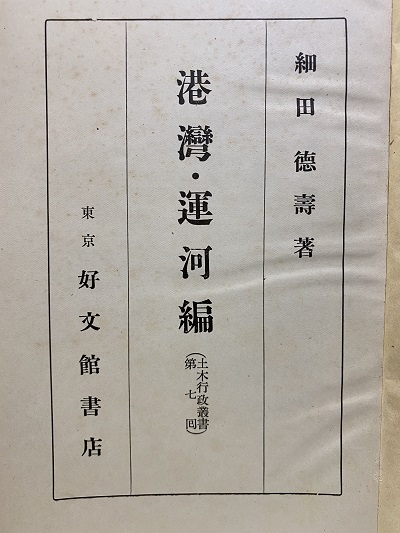 細田德壽著
港灣・運河編
(土木行政叢書
第七回)
東京 好文館書店